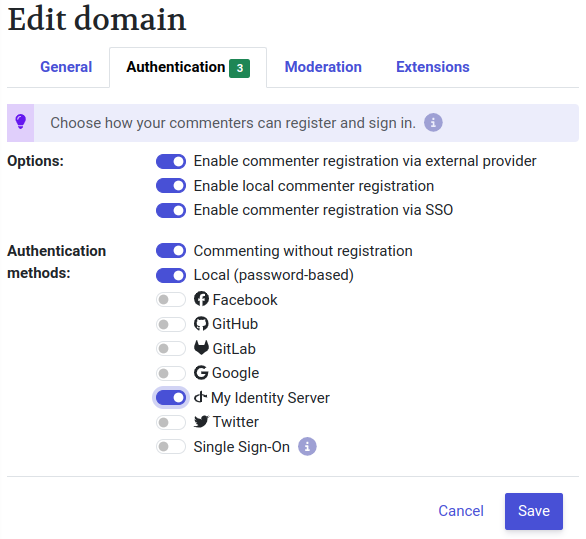 Edit domain
General Authentication 3 Moderation Extensions
Choose how your commenters can register and sign in.
Options: Enable commenter registration via external provider
Enable local commenter registration
Enable commenter registration via SSO
Authentication Commenting without registration
methods: Local (password-based)
Facebook
GitHub
GitLab
Google
My Identity Server
Twitter
Single Sign-On
Cancel Save